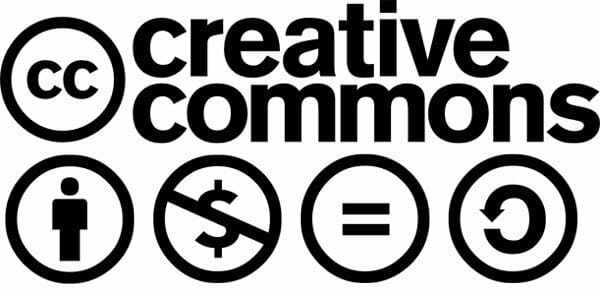 cc
creative
commons
$
=